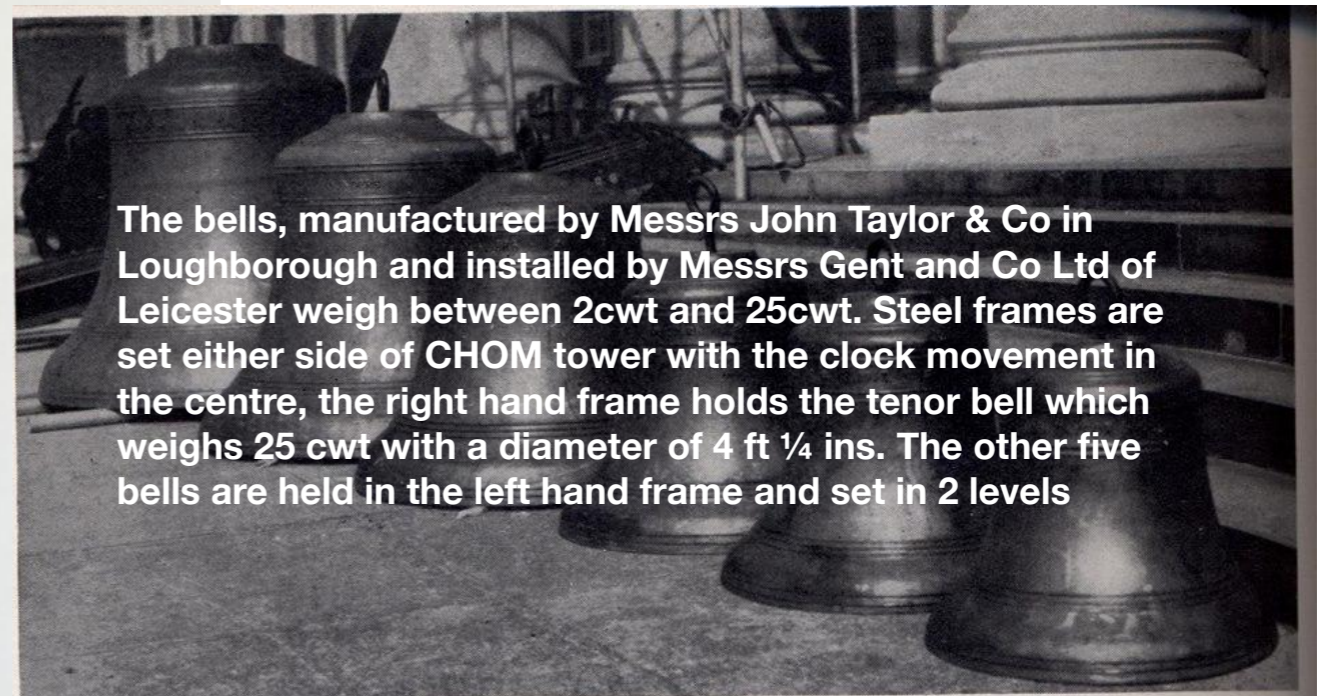 The bells, manufactured by Messrs John Taylor & Co in
Loughborough and installed by Messrs Gent and Co Ltd of
Leicester weigh between 2cwt and 25cwt. Steel frames are
set either side of CHOM tower with the clock movement in
the centre, the right hand frame holds the tenor bell which
weighs 25 cwt with a diameter of 4 ft ¼ ins. The other five
bells are held in the left hand frame and set in 2 levels